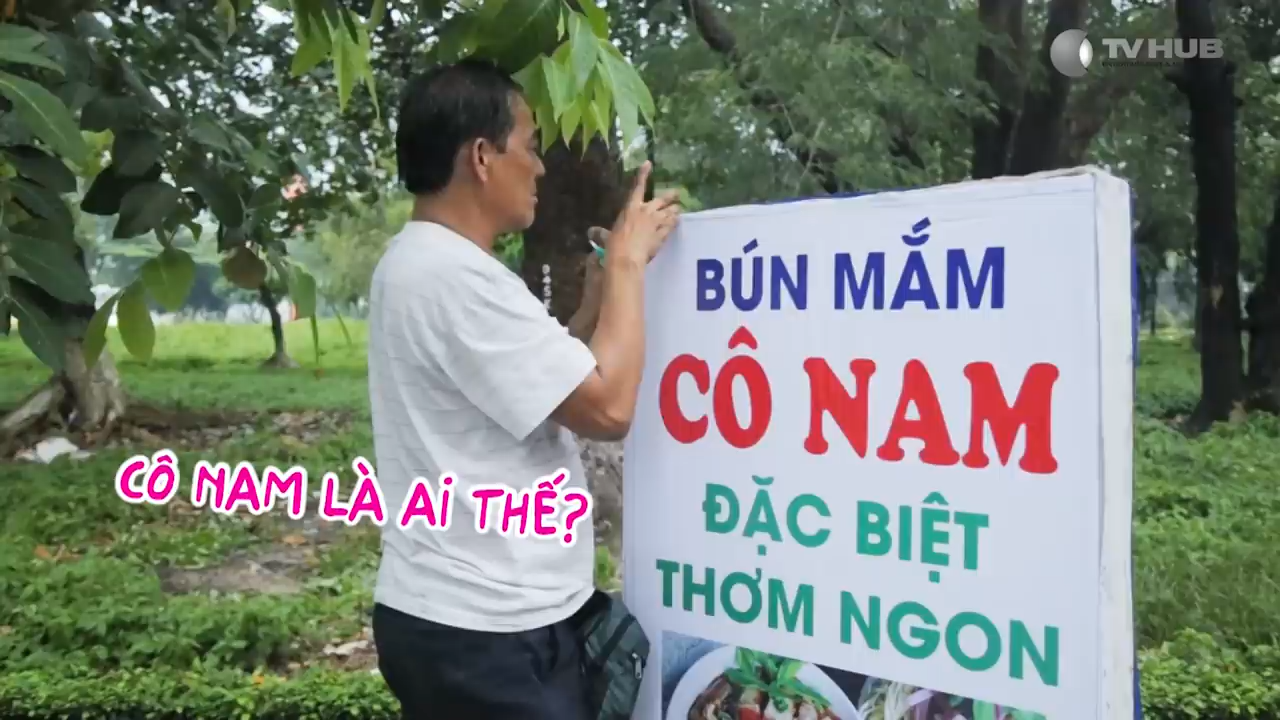 TV HUB
BÚN MẮM
CÔ NAM
ĐẶC BIỆT
THƠM NGON
CÔ NAM LÀ AI THẾ?